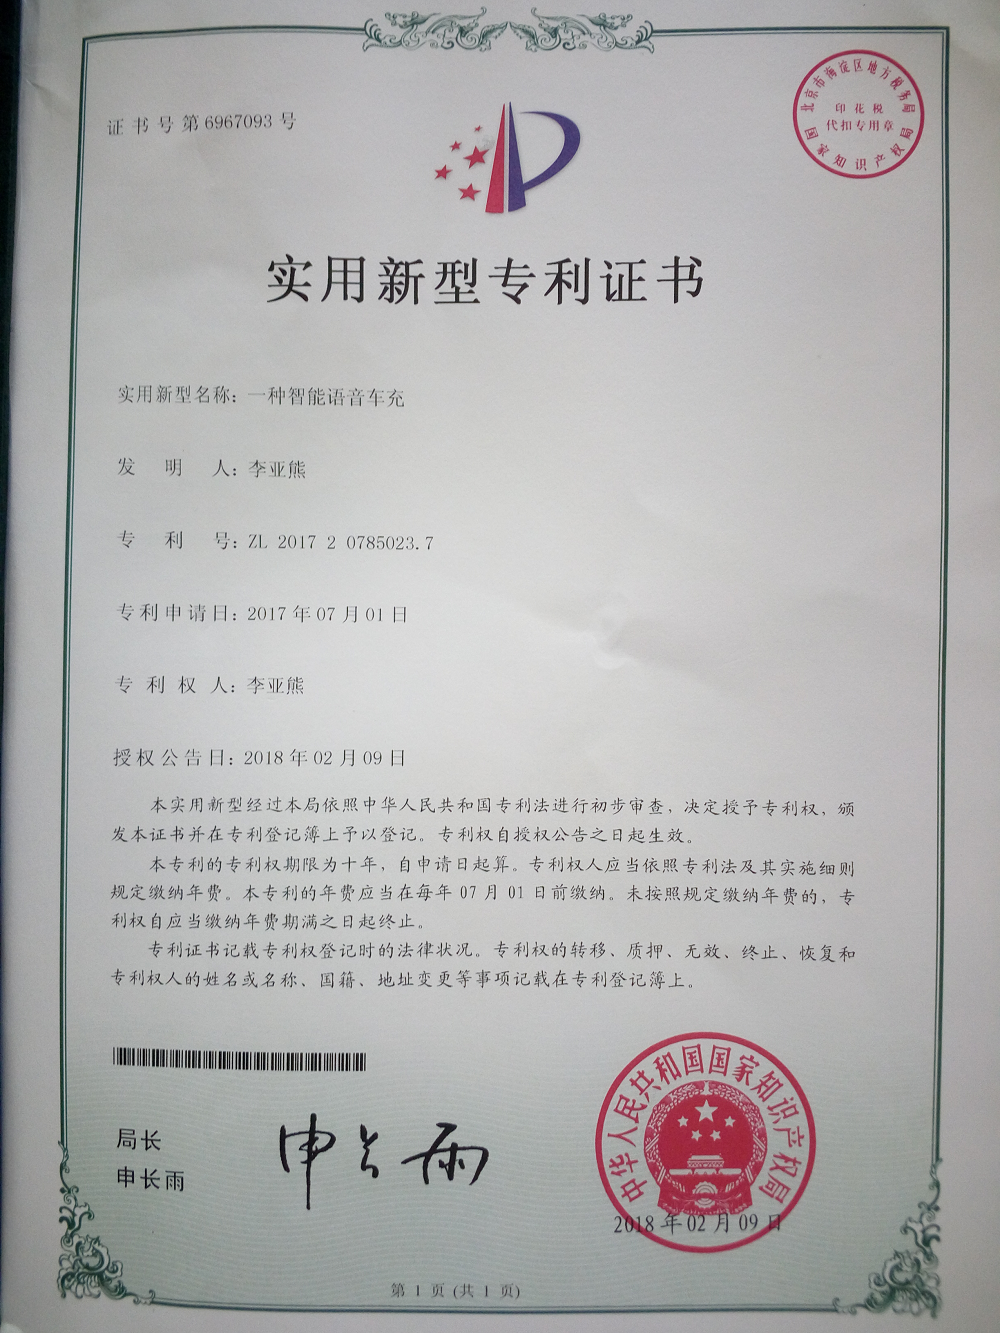 证书号第6967093号
北京市海淀区地方税务局
印花税
代扣专用章
国家知识产权局
实用新型专利证书
实用新型名称：一种智能语音车充
发明人：李亚熊
专利号：ZL 2017 2 0785023.7
专利申请日：2017年07月01日
专利权人：李亚熊
授权公告日：2018年02月09日
本实用新型经过本局依照中华人民共和国专利法进行初步审查，决定授予专利权，颁
发本证书并在专利登记簿上予以登记。专利权自授权公告之日起生效。
本专利的专利权期限为十年，自申请日起算。专利权人应当依照专利法及其实施细则
规定缴纳年费。本专利的年费应当在每年07月01日前缴纳。未按照规定缴纳年费的，专
利权自应当缴纳年费期满之日起终止。
专利证书记载专利权登记时的法律状况。专利权的转移、质押、无效、终止、恢复和
专利权人的姓名或名称、国籍、地址变更等事项记载在专利登记簿上。
局长
申长雨
申长雨
中华人民共和国国家知识产权局
2018年02月09日
第1页(共1页)